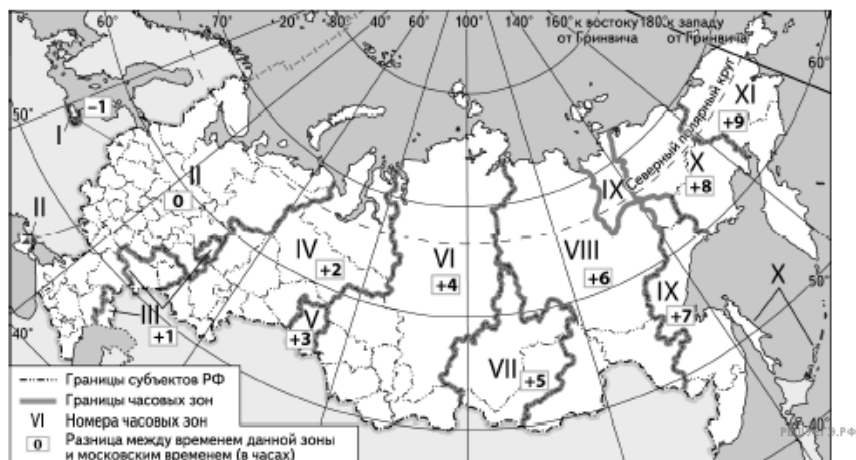 60° 20° 40° 60° 100° 140° 160° к востоку 180° к западу
от Гринвича от Гринвича
60°
50°
-1
I
Северный полярный круг
XI
+9
II
0
IX
X
+8
II
IV
+2
VI
+4
VIII
+6
IX
+7
50°
X
III
+1
V
+3
VII
+5
40°
40°
Границы субъектов РФ
Границы часовых зон
VI Номера часовых зон
0 Разница между временем данной зоны
и московским временем (в часах)